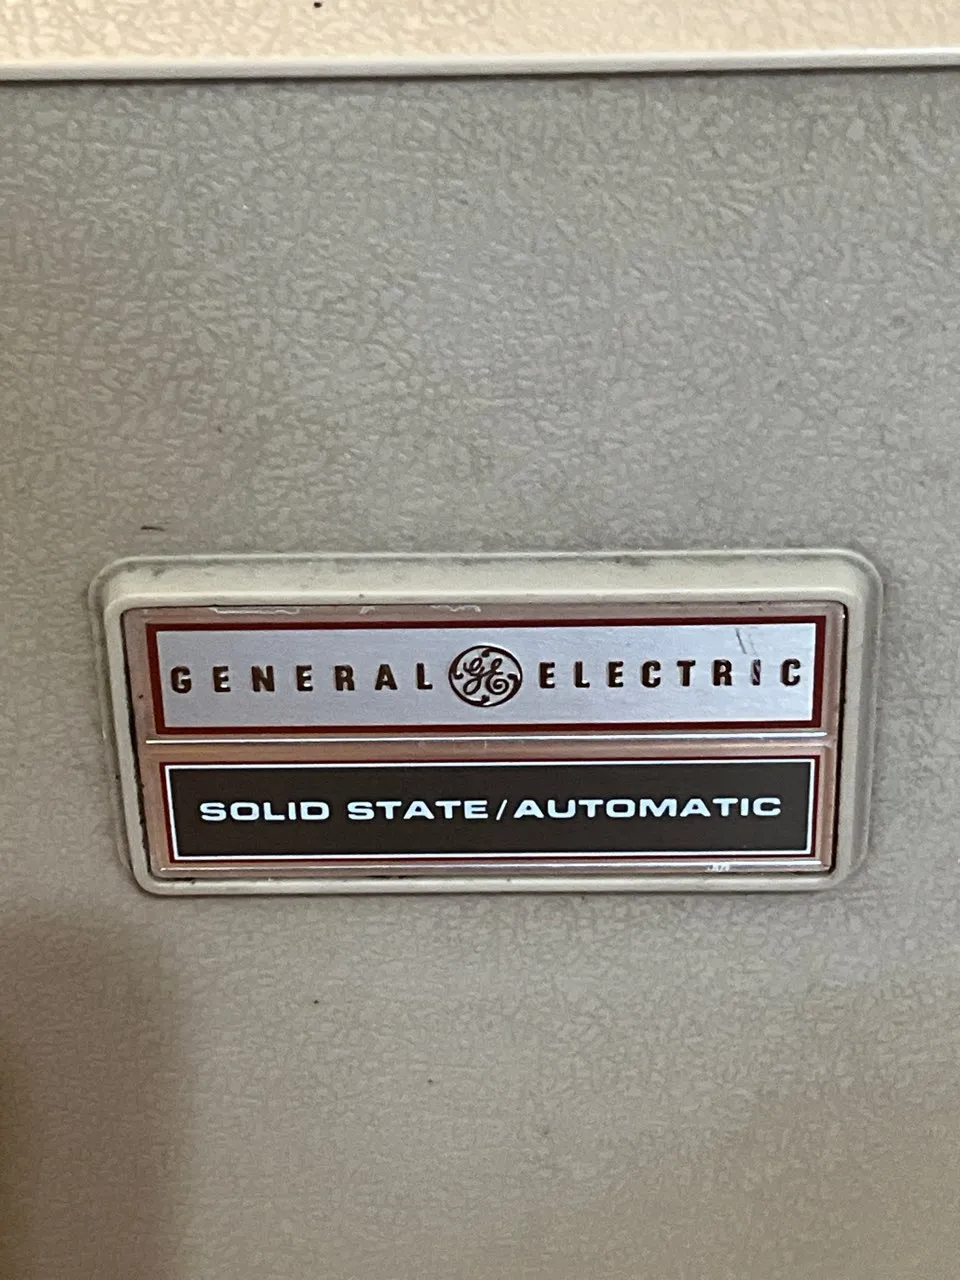 GENERAL GE ELECTRIC
SOLID STATE/AUTOMATIC